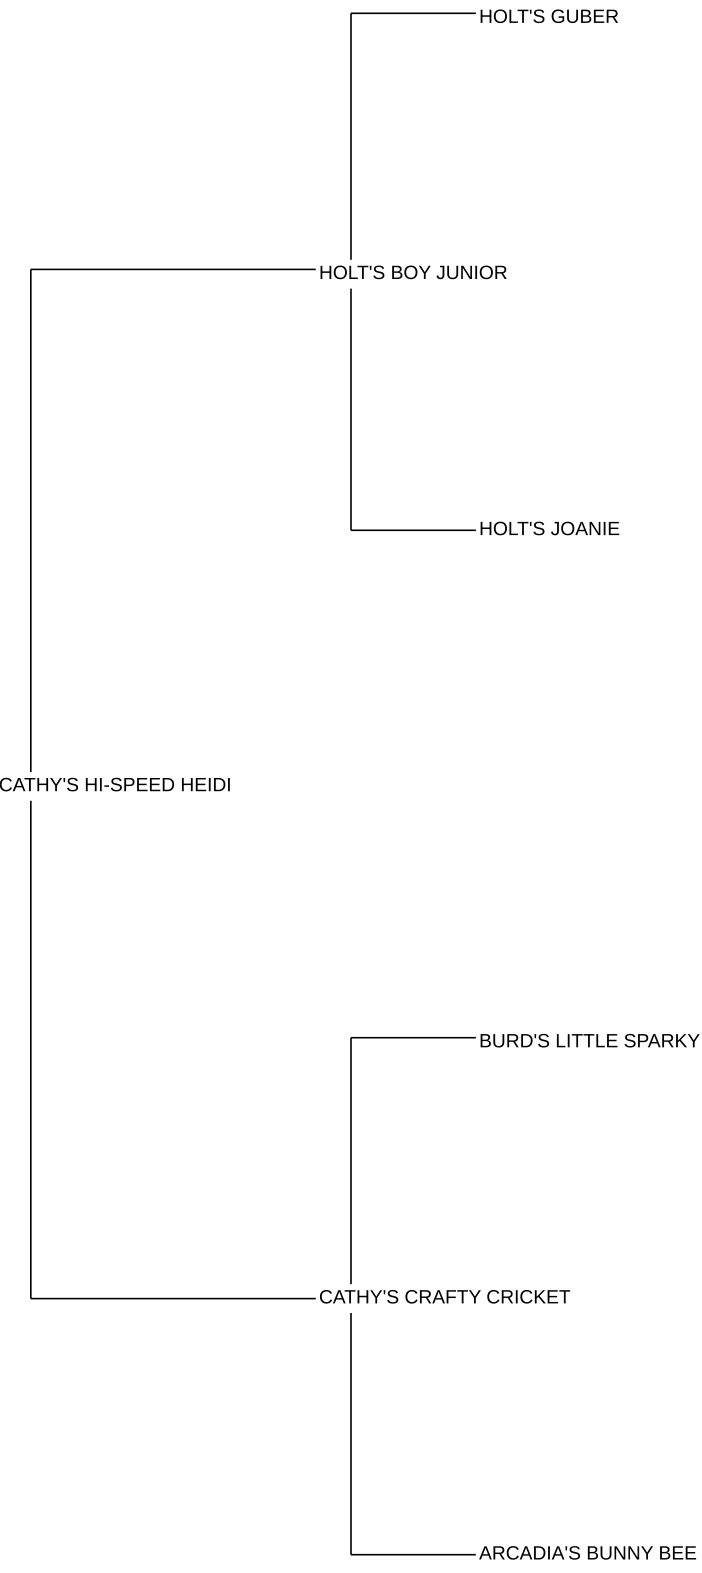 HOLT'S GUBER
HOLT'S BOY JUNIOR
HOLT'S JOANIE
CATHY'S HI-SPEED HEIDI
BURD'S LITTLE SPARKY
CATHY'S CRAFTY CRICKET
ARCADIA'S BUNNY BEE